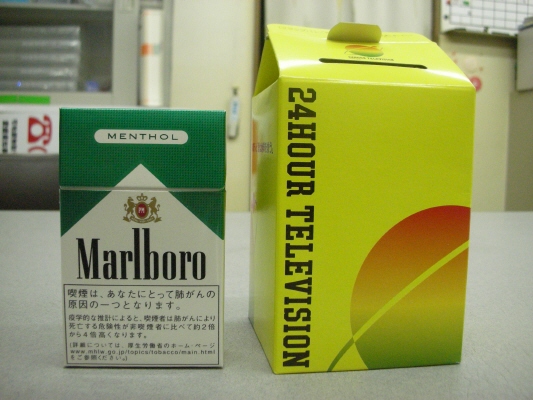 MENTHOL
Marlboro
喫煙は、あなたにとって肺がんの
原因の一つとなります。
疫学的な推計によると、喫煙者は肺がんにより
死亡する危険性が非喫煙者に比べて約2倍
から4倍高くなります。
(詳細については、厚生労働省のホーム・ページ
www.mhlw.go.jp/topics/tobacco/main.html
をご参照ください。)
24HOUR TELEVISION